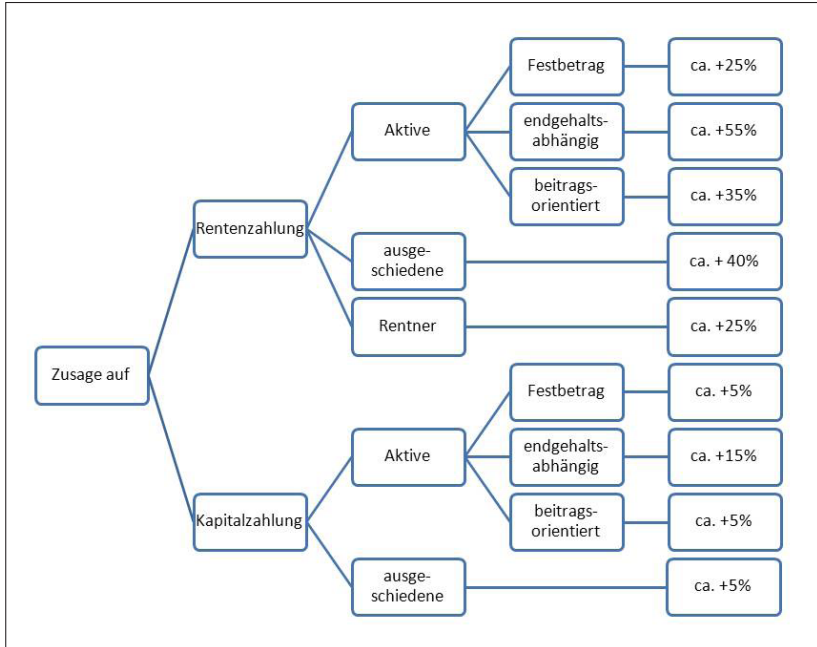 Zusage auf
Rentenzahlung
Aktive
Festbetrag
ca. +25%
endgehalts-
abhängig
ca. +55%
beitrags-
orientiert
ca. +35%
ausge-
schiedene
ca. + 40%
Rentner
ca. +25%
Kapitalzahlung
Aktive
Festbetrag
ca. +5%
endgehalts-
abhängig
ca. +15%
beitrags-
orientiert
ca. +5%
ausge-
schiedene
ca. +5%